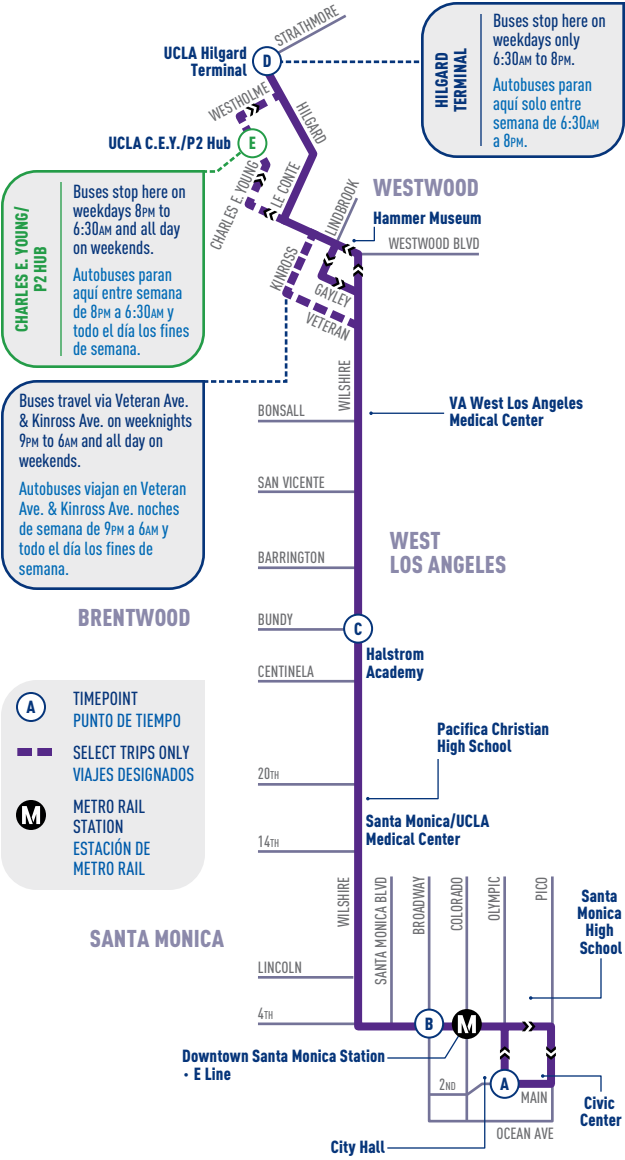 STRATHMORE
UCLA Hilgard
Terminal
D
HILGARD
TERMINAL
Buses stop here on
weekdays only
6:30AM to 8PM.
Autobuses paran
aquí solo entre
semana de 6:30AM
a 8PM.
WESTHOLME
HILGARD
UCLA C.E.Y./P2 Hub
E
CHARLES E YOUNG
LE CONTE
CHARLES E. YOUNG/
P2 HUB
Buses stop here on
weekdays 8PM to
6:30AM and all day
on weekends.
Autobuses paran
aquí entre semana
de 8PM a 6:30AM y
todo el día los fines
de semana.
LINDBROOK
WESTWOOD
Hammer Museum
WESTWOOD BLVD
KINROSS
GAYLEY
VETERAN
Buses travel via Veteran Ave.
& Kinross Ave. on weeknights
9PM to 6AM and all day on
weekends.
Autobuses viajan en Veteran
Ave. & Kinross Ave. noches
de semana de 9PM a 6AM y
todo el día los fines de
semana.
WILSHIRE
BONSALL
VA West Los Angeles
Medical Center
SAN VICENTE
WEST
LOS ANGELES
BARRINGTON
BRENTWOOD
BUNDY
C
Halstrom
Academy
CENTINELA
A
TIMEPOINT
PUNTO DE TIEMPO
SELECT TRIPS ONLY
VIAJES DESIGNADOS
M
METRO RAIL
STATION
ESTACIÓN DE
METRO RAIL
Pacifica Christian
High School
20TH
Santa Monica/UCLA
Medical Center
14TH
WILSHIRE
SANTA MONICA BLVD
BROADWAY
COLORADO
OLYMPIC
PICO
Santa
Monica
High
School
SANTA MONICA
LINCOLN
4TH
B
M
Downtown Santa Monica Station
• E Line
2ND
A
MAIN
Civic
Center
OCEAN AVE
City Hall